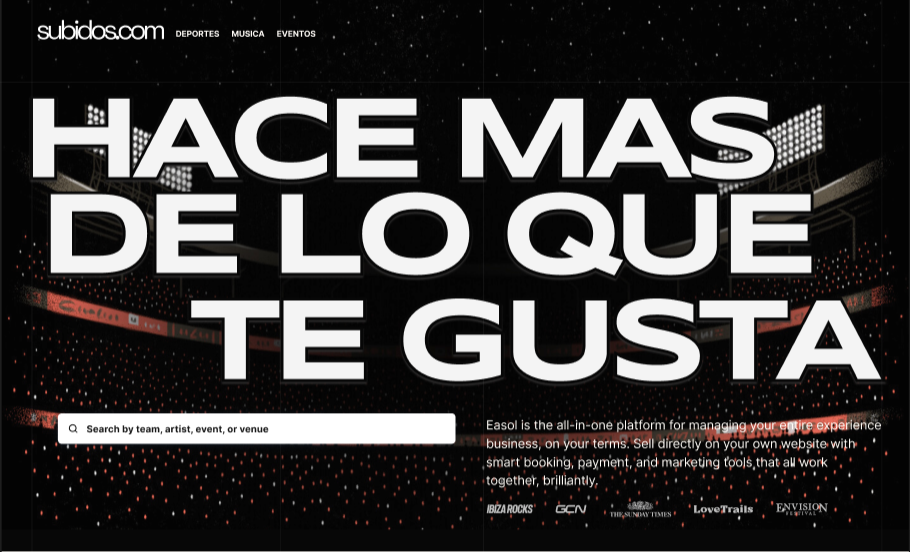 subidos.com DEPORTES MUSICA EVENTOS
HACE MAS
DE LO QUE
TE GUSTA
Search by team, artist, event, or venue
Easol is the all-in-one platform for managing your entire experience
business, on your terms. Sell directly on your own website with
smart booking, payment, and marketing tools that all work
together, brilliantly.
IBIZA ROCKS GCN THE SUNDAY TIMES LoveTrails ENVISION
FESTIVAL